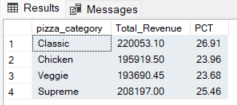 Results Messages
pizza_category Total_Revenue PCT
1 Classic 220053.10 26.91
2 Chicken 195919.50 23.96
3 Veggie 193690.45 23.68
4 Supreme 208197.00 25.46